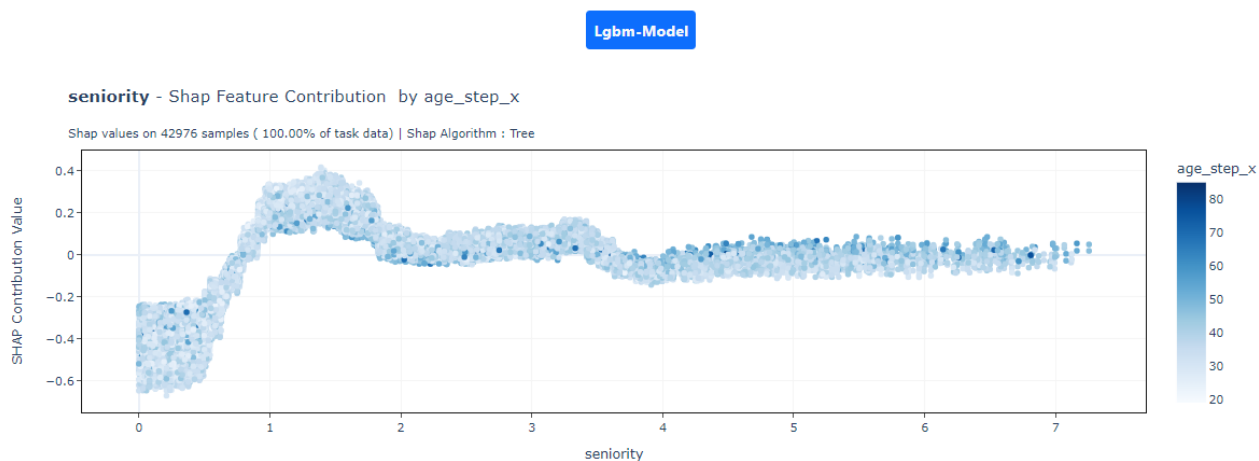 Lgbm-Model
seniority - Shap Feature Contribution by age_step_x
Shap values on 42976 samples ( 100.00% of task data) | Shap Algorithm : Tree
SHAP Contribution Value
0.4
0.2
0
−0.2
−0.4
−0.6
0 1 2 3 4 5 6 7
seniority
age_step_x
80
70
60
50
40
30
20